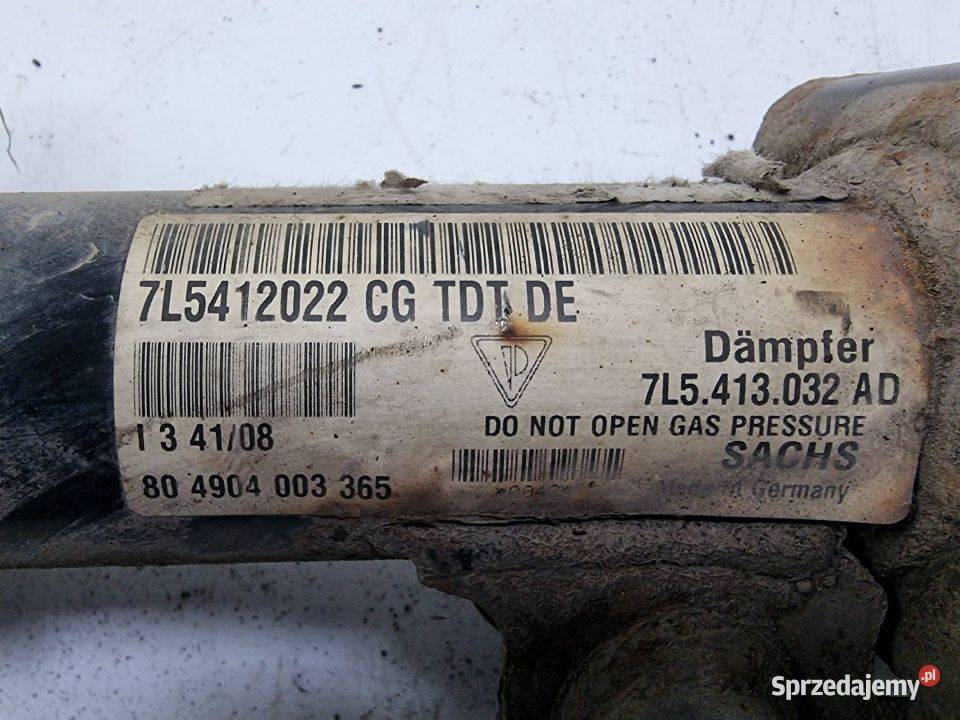 7L5412022 CG TDT DE
Dämpfer
7L5.413.032 AD
DO NOT OPEN GAS PRESSURE
I 3 41/08
SACHS
80 4904 003 365
Made in Germany
Sprzedajemy.pl